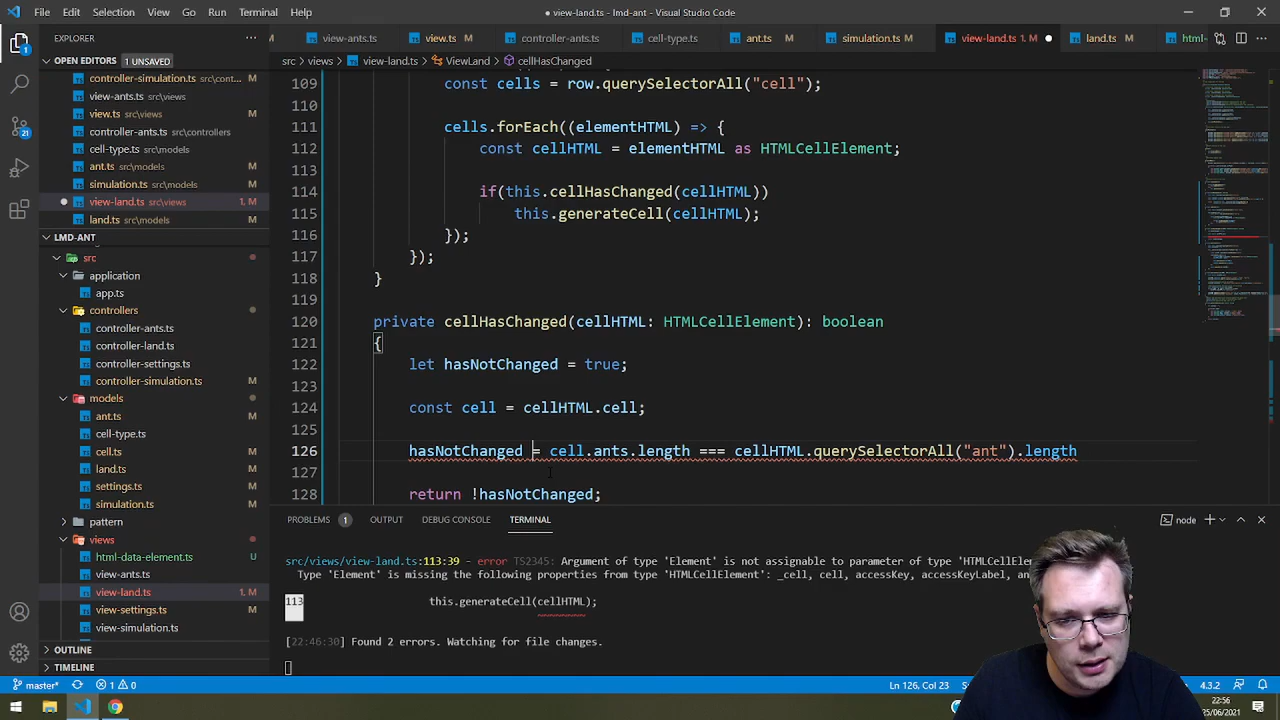 File Edit Selection View Go Run Terminal Help
● view-land.ts - lmd-ant - Visual Studio Code
EXPLORER
view-ants.ts view.ts M controller-ants.ts cell-type.ts ant.ts M simulation.ts M view-land.ts 1, M land.ts M html-
OPEN EDITORS 1 UNSAVED
src > views > view-land.ts > ViewLand > cellHasChanged
controller-simulation.ts src\cont...
view-ants.ts src\views
view.ts src\views M
controller-ants.ts src\controllers
cell-type.ts src\models
ant.ts src\models M
simulation.ts src\models M
view-land.ts src\views 1, M
land.ts src\models M
LMD-ANT
src
application
app.ts
controllers
controller-ants.ts
controller-land.ts
controller-settings.ts
controller-simulation.ts M
models
ant.ts M
cell-type.ts
cell.ts M
land.ts M
settings.ts M
simulation.ts M
pattern
views
html-data-element.ts U
view-ants.ts
view-land.ts 1, M
view-settings.ts M
view-simulation.ts M
OUTLINE
TIMELINE
109 const cells = row.querySelectorAll("cell");
110
111 cells.forEach((elementHTML) => {
112 const cellHTML = elementHTML as HTMLCellElement;
113
114 if(this.cellHasChanged(cellHTML))
115 this.generateCell(cellHTML);
116 });
117 });
118 }
119
120 private cellHasChanged(cellHTML: HTMLCellElement): boolean
121 {
122 let hasNotChanged = true;
123
124 const cell = cellHTML.cell;
125
126 hasNotChanged = cell.ants.length === cellHTML.querySelectorAll("ant").length
127
128 return !hasNotChanged;
PROBLEMS 1 OUTPUT DEBUG CONSOLE TERMINAL node
src/views/view-land.ts:113:39 - error TS2345: Argument of type 'Element' is not assignable to parameter of type 'HTMLCellElem
Type 'Element' is missing the following properties from type 'HTMLCellElement': _cell, cell, accessKey, accessKeyLabel, an
113 this.generateCell(cellHTML);
[22:46:30] Found 2 errors. Watching for file changes.
master* 1 0 Ln 126, Col 23 4.3.2
22:56
25/06/2021